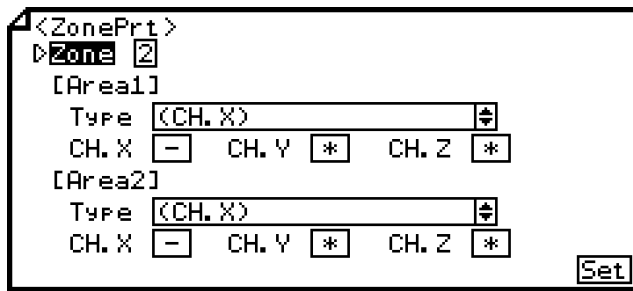 <ZonePrt>
Zone 2
[Area1]
Type (CH.X)
CH.X - CH.Y * CH.Z *
[Area2]
Type (CH.X)
CH.X - CH.Y * CH.Z *
Set